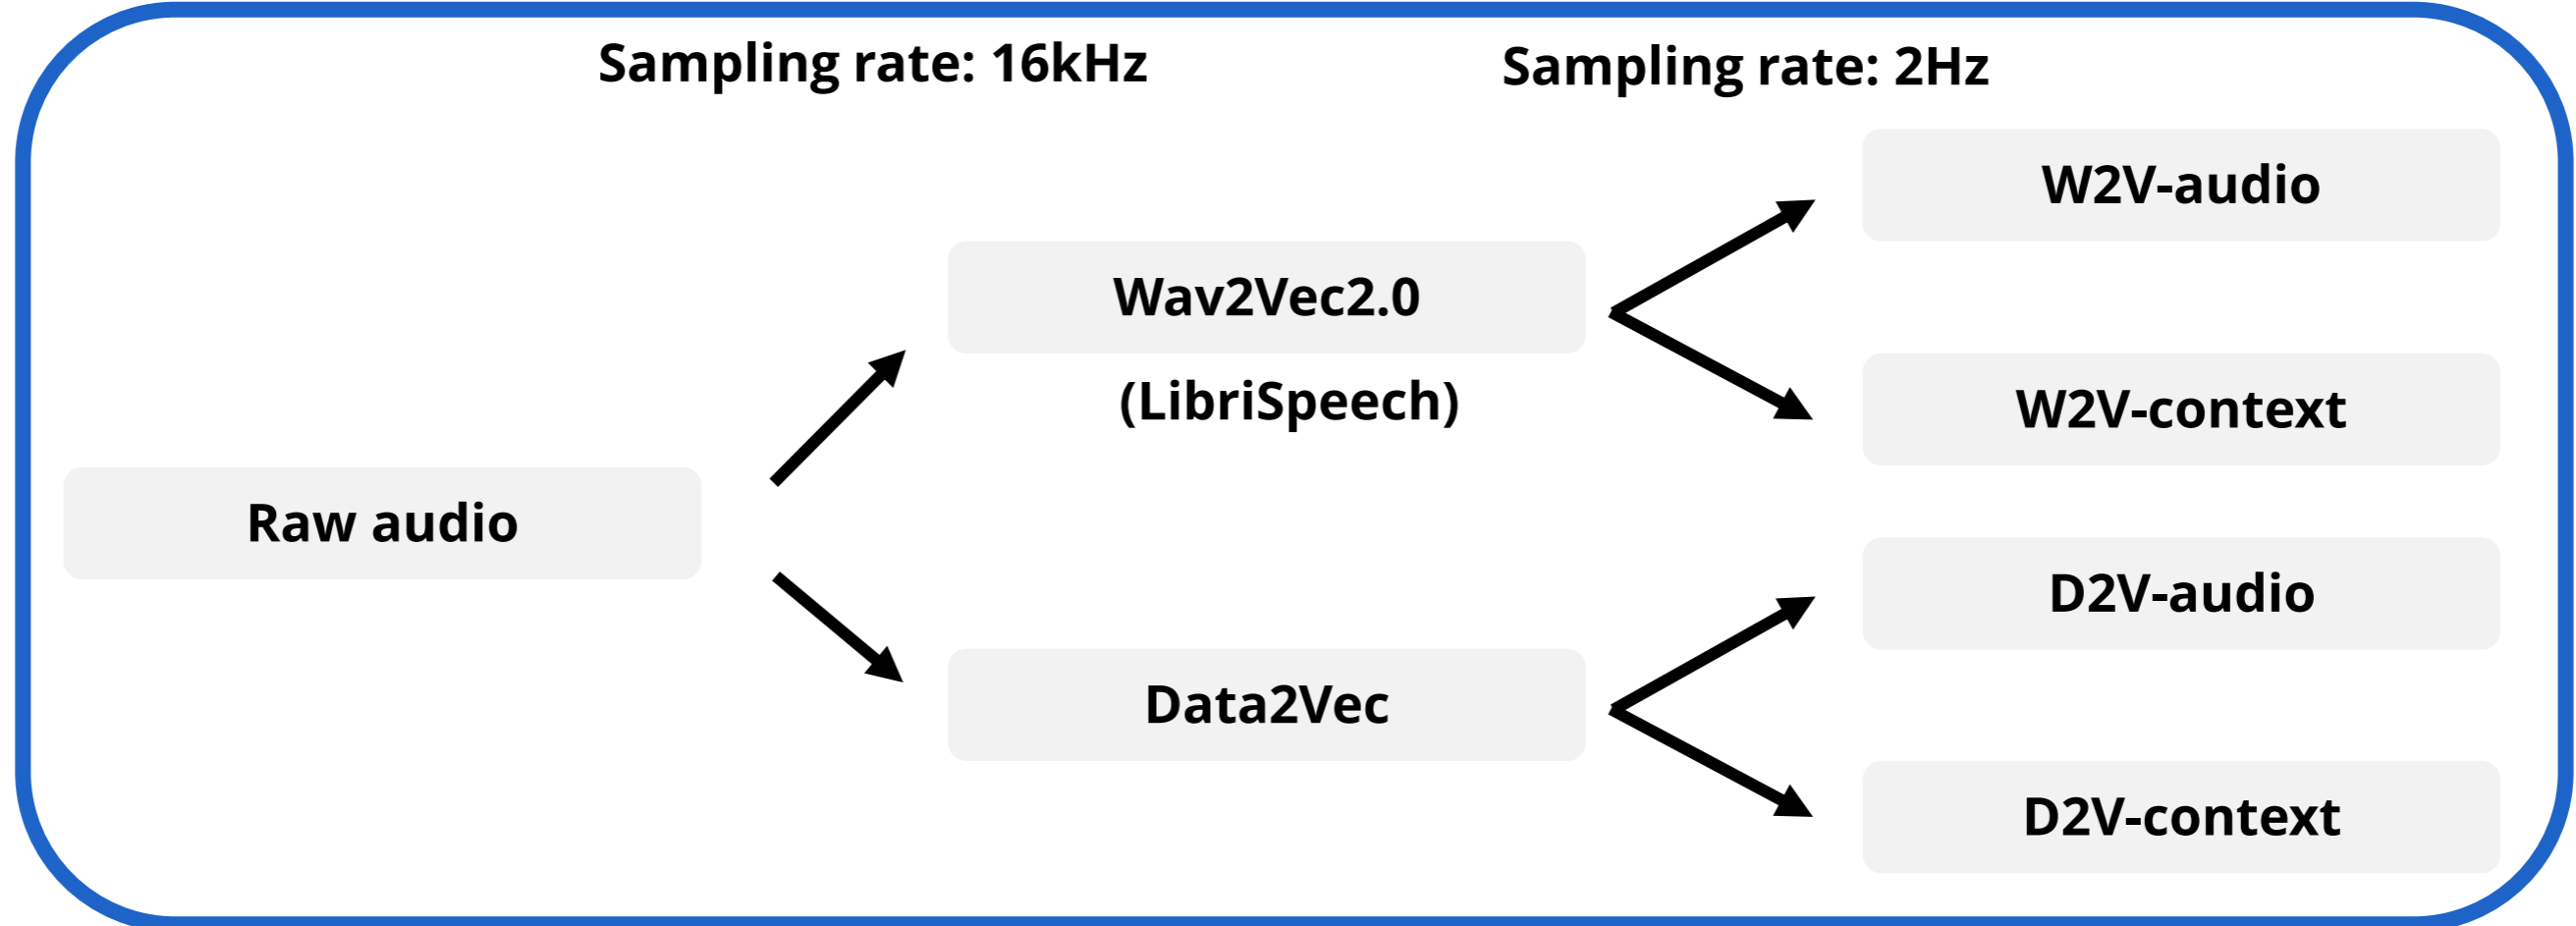 Sampling rate: 16kHz
Sampling rate: 2Hz
W2V-audio
Wav2Vec2.0
(LibriSpeech)
W2V-context
Raw audio
D2V-audio
Data2Vec
D2V-context